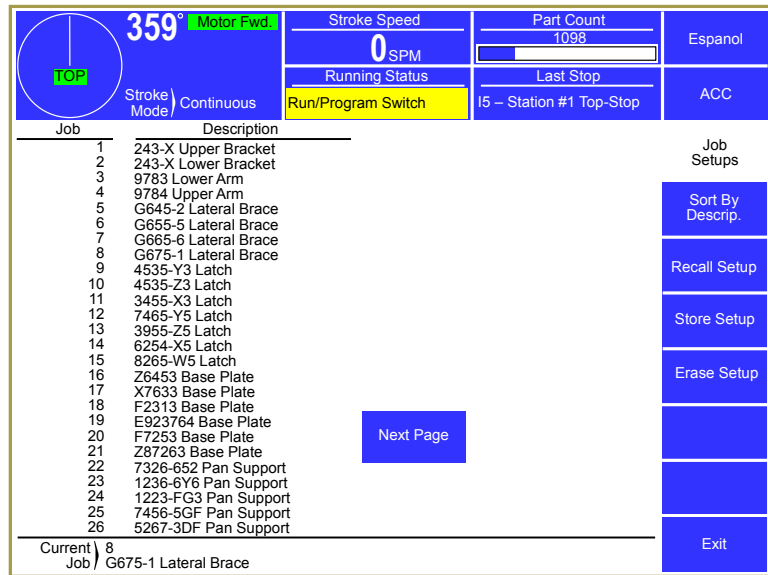 359° Motor Fwd.
TOP
Stroke Mode) Continuous
Stroke Speed
0 SPM
Part Count
1098
Espanol
Running Status
Run/Program Switch
Last Stop
I5 – Station #1 Top-Stop
ACC
Job Description
1 243-X Upper Bracket
2 243-X Lower Bracket
3 9783 Lower Arm
4 9784 Upper Arm
5 G645-2 Lateral Brace
6 G655-5 Lateral Brace
7 G665-6 Lateral Brace
8 G675-1 Lateral Brace
9 4535-Y3 Latch
10 4535-Z3 Latch
11 3455-X3 Latch
12 7465-Y5 Latch
13 3955-Z5 Latch
14 6254-X5 Latch
15 8265-W5 Latch
16 Z6453 Base Plate
17 X7633 Base Plate
18 F2313 Base Plate
19 E923764 Base Plate
20 F7253 Base Plate
21 Z87263 Base Plate
22 7326-652 Pan Support
23 1236-6Y6 Pan Support
24 1223-FG3 Pan Support
25 7456-5GF Pan Support
26 5267-3DF Pan Support
Next Page
Job
Setups
Sort By
Descrip.
Recall Setup
Store Setup
Erase Setup
Exit
Current Job) 8
G675-1 Lateral Brace